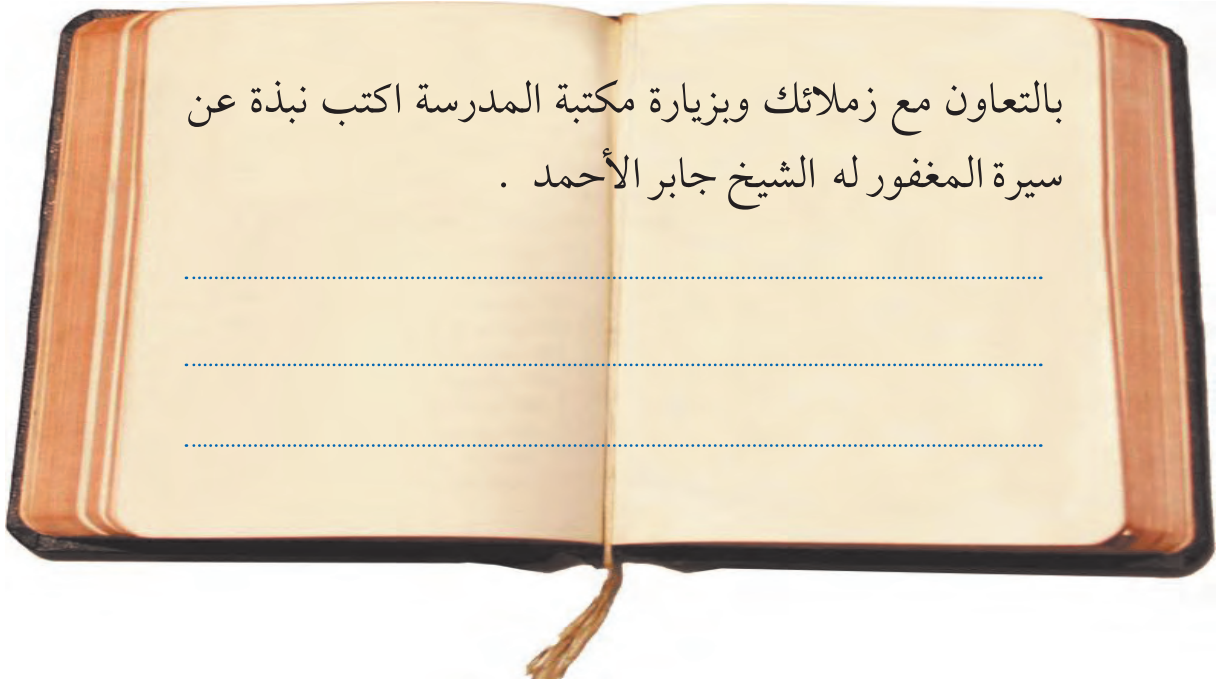 بالتعاون مع زملائك وبزيارة مكتبة المدرسة اكتب نبذة عن
سيرة المغفور له الشيخ جابر الأحمد .